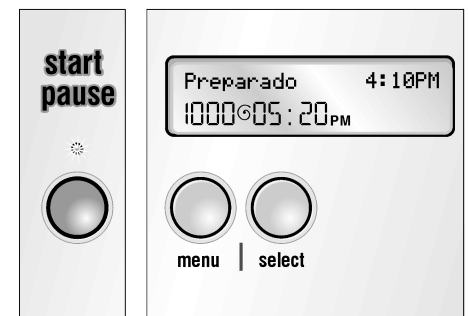 start
pause
Preparado 4:10PM
1000 05:20PM
menu | select